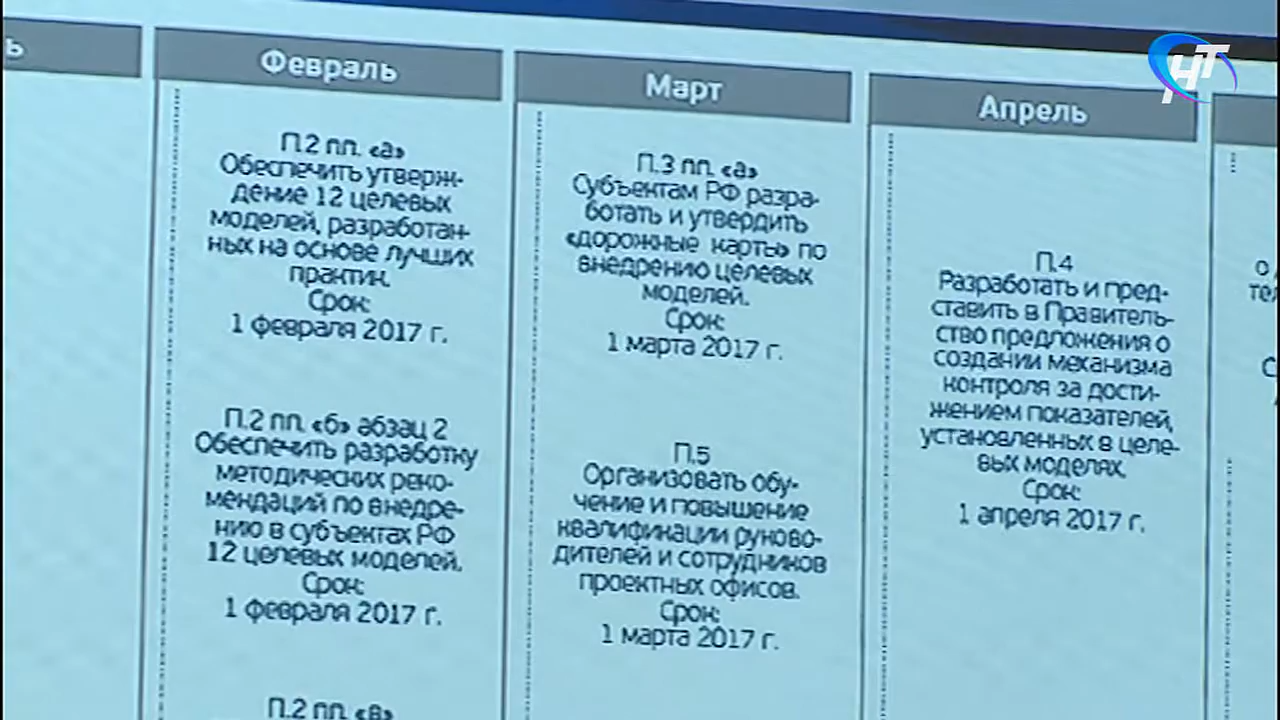 ь
Февраль
П.2 пп. «а»
Обеспечить утверж-
дение 12 целевых
моделей, разработан-
ных на основе лучших
практик.
Срок:
1 февраля 2017 г.
П.2 пп. «б» абзац 2
Обеспечить разработку
методических реко-
мендаций по внедре-
нию в субъектах РФ
12 целевых моделей.
Срок:
1 февраля 2017 г.
П.2 пп. «в»
Март
П.3 пп. «а»
Субъектам РФ разра-
ботать и утвердить
«дорожные карты» по
внедрению целевых
моделей.
Срок:
1 марта 2017 г.
П.5
Организовать обу-
чение и повышение
квалификации руково-
дителей и сотрудников
проектных офисов.
Срок:
1 марта 2017 г.
Апрель
П.4
Разработать и пред-
ставить в Правитель-
ство предложения о
создании механизма
контроля за дости-
жением показателей,
установленных в целе-
вых моделях.
Срок:
1 апреля 2017 г.
НТ